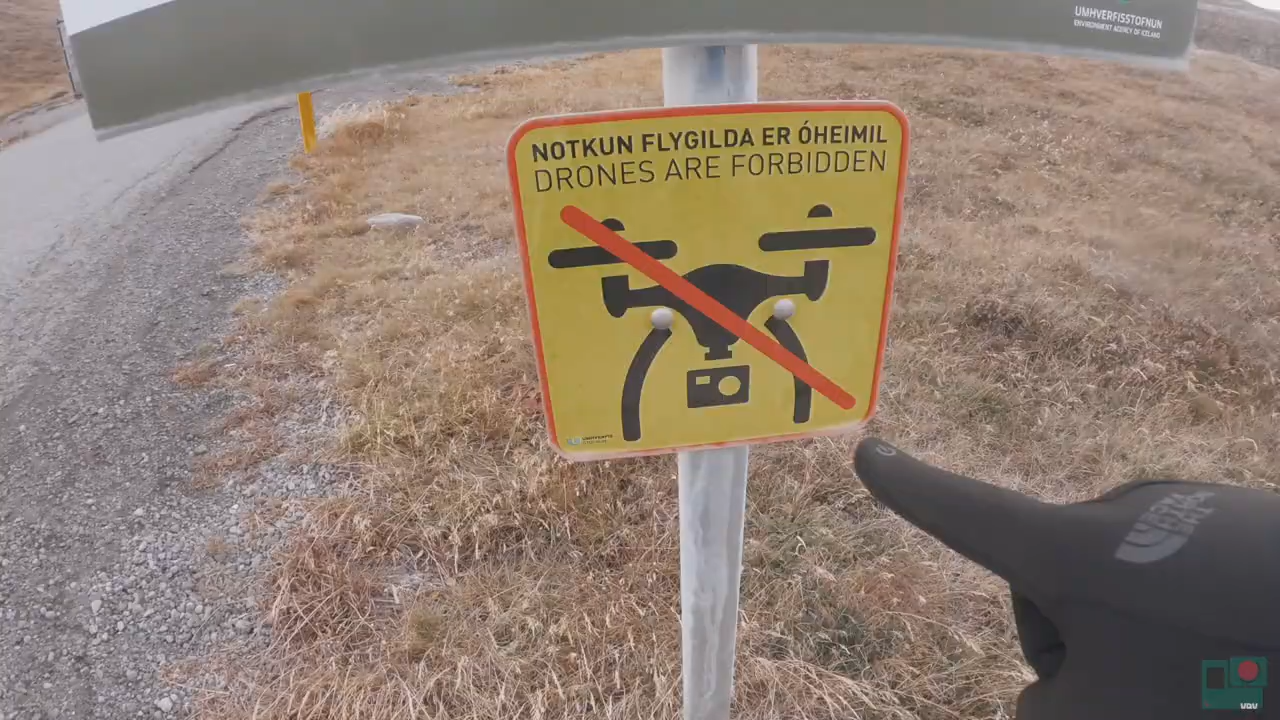 UMHVERFISSTOFNUN
ENVIRONMENT AGENCY OF ICELAND
NOTKUN FLYGILDA ER ÓHEIMIL
DRONES ARE FORBIDDEN